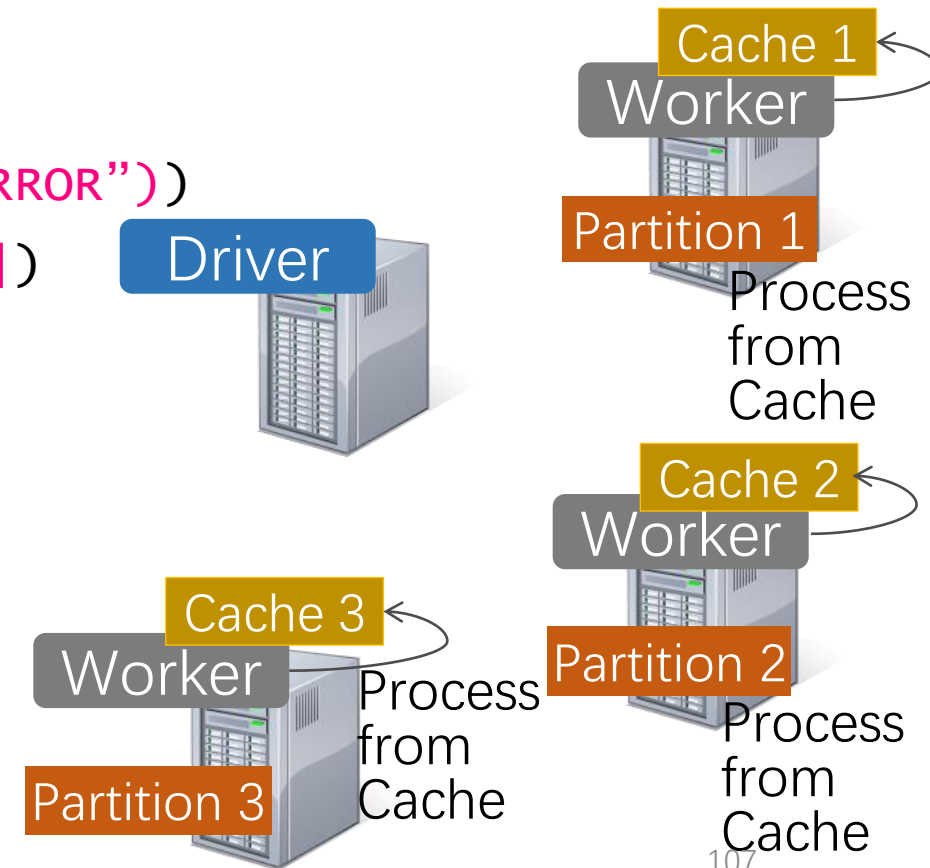 RROR”))
])
Driver
Cache 1
Worker
Partition 1
Process
from
Cache
Cache 2
Worker
Partition 2
Process
from
Cache
Cache 3
Worker
Partition 3
Process
from
Cache
107